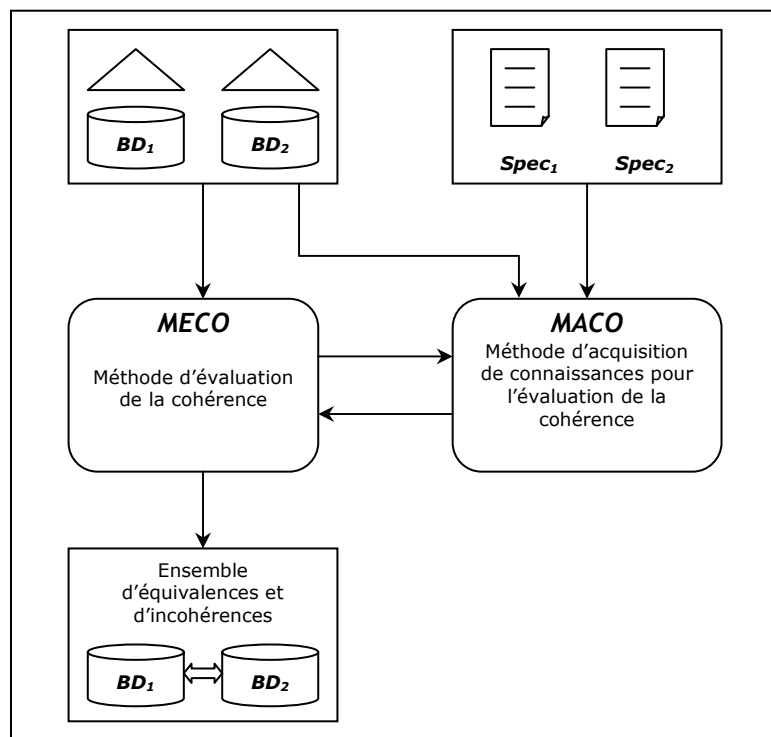 BD₁
BD₂
Spec₁
Spec₂
MECO
Méthode d'évaluation
de la cohérence
MACO
Méthode d'acquisition
de connaissances pour
l'évaluation de la
cohérence
Ensemble
d'équivalences et
d'incohérences
BD₁
BD₂